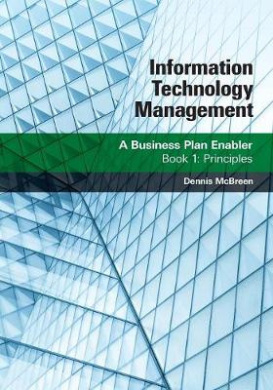 Information
Technology
Management
A Business Plan Enabler
Book 1: Principles
Dennis McBreen